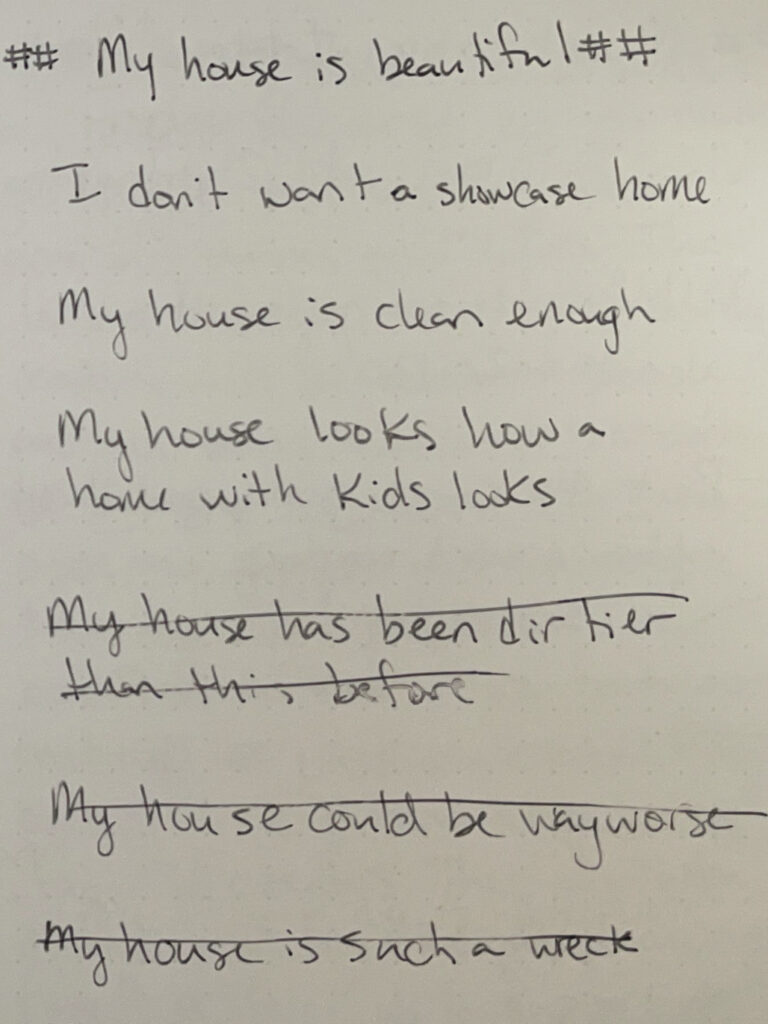 ## My house is beautiful ##
I don't want a showcase home
My house is clean enough
My house looks how a
home with kids looks
My house has been dirtier
than this before
My house could be way worse
My house is such a wreck